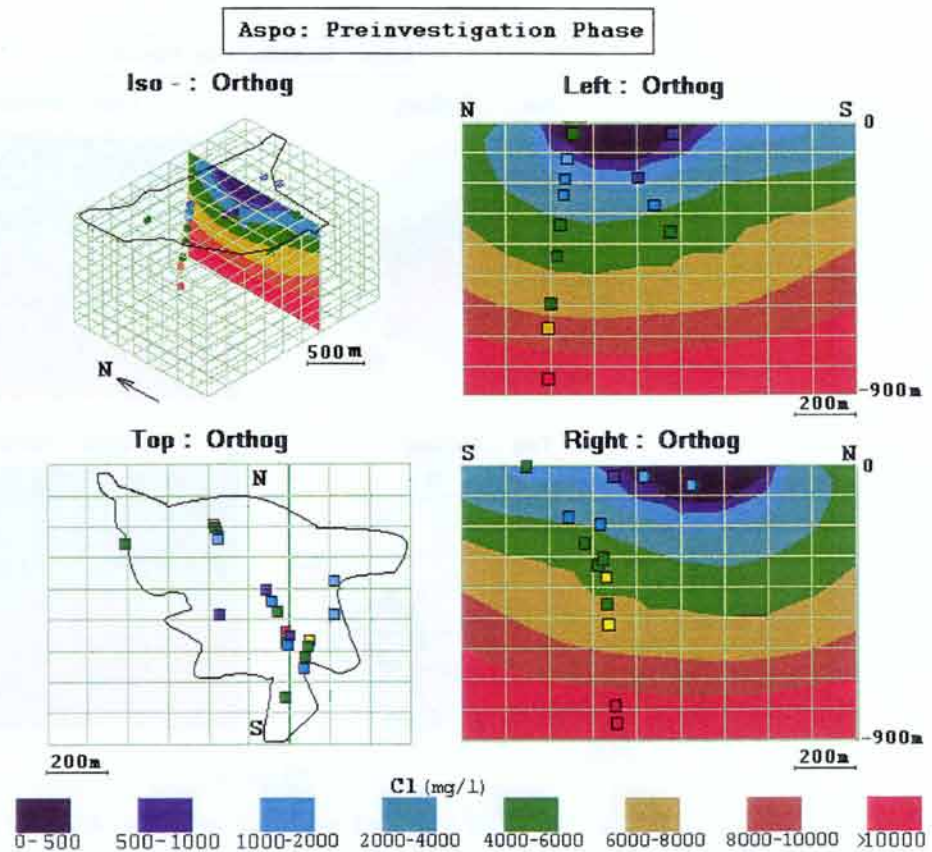 Aspo: Preinvestigation Phase
Iso - : Orthog
Left : Orthog
N S 0
500m
N
-900m
200m
Top : Orthog
Right : Orthog
N
S N 0
S
-900m
200m
200m
Cl (mg/l)
0-500 500-1000 1000-2000 2000-4000 4000-6000 6000-8000 8000-10000 >10000